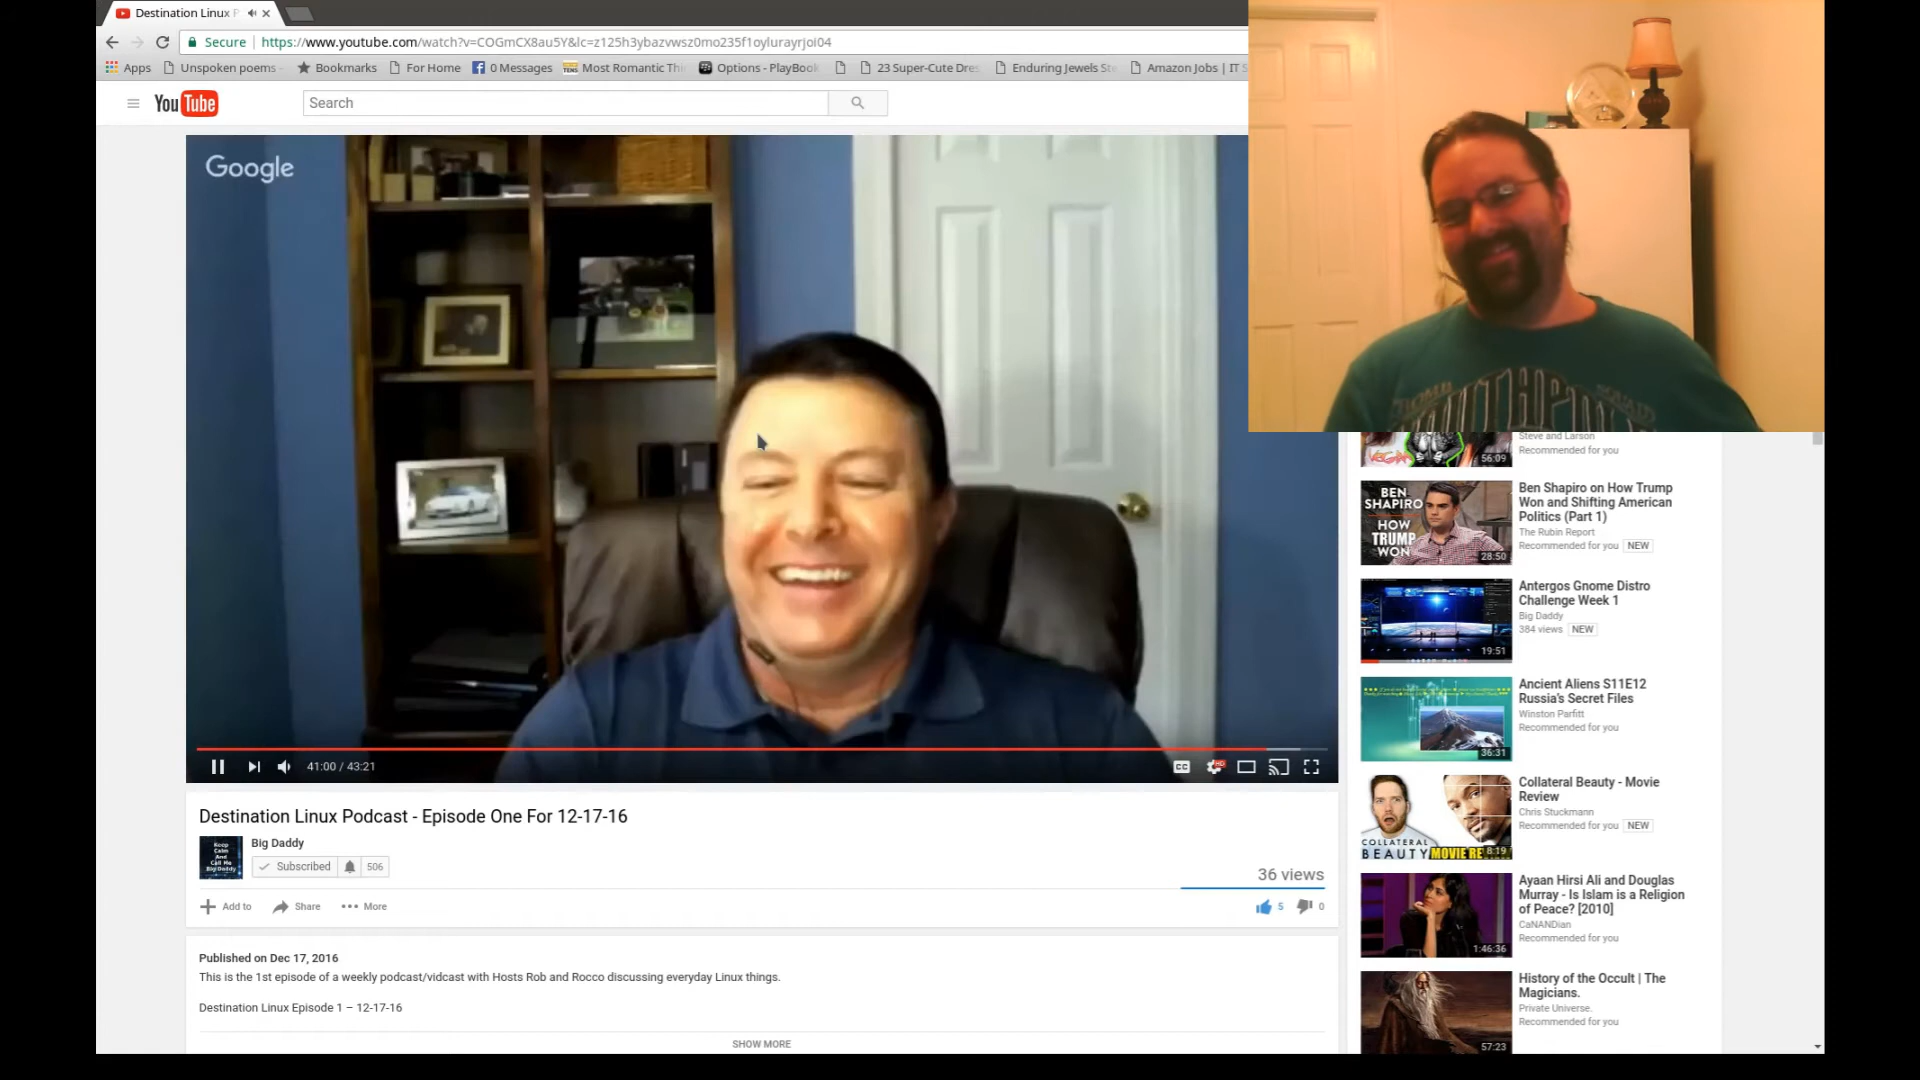 Destination Linux P
Secure https://www.youtube.com/watch?v=COGmCX8au5Y&lc=z125h3ybazvwsz0mo235f1oylurayrjoi04
Apps Unspoken poems - Bookmarks For Home 0 Messages Most Romantic Thi Options - PlayBook 23 Super-Cute Dre Enduring Jewels Ste Amazon Jobs | IT S
YouTube
Search
Google
41:00 / 43:21
CC
HD
Destination Linux Podcast - Episode One For 12-17-16
Keep
Calm
And
Call Me
Big Daddy
Big Daddy
Subscribed 506
36 views
Add to Share More
5 0
Published on Dec 17, 2016
This is the 1st episode of a weekly podcast/vidcast with Hosts Rob and Rocco discussing everyday Linux things.
Destination Linux Episode 1 – 12-17-16
SHOW MORE
Steve and Larson
Recommended for you
56:09
BEN
SHAPIRO
HOW
TRUMP
WON
28:50
Ben Shapiro on How Trump
Won and Shifting American
Politics (Part 1)
The Rubin Report
Recommended for you NEW
19:51
Antergos Gnome Distro
Challenge Week 1
Big Daddy
384 views NEW
36:31
Ancient Aliens S11E12
Russia's Secret Files
Winston Parfitt
Recommended for you
COLLATERAL
BEAUTY MOVIE RE
8:19
Collateral Beauty - Movie
Review
Chris Stuckmann
Recommended for you NEW
1:46:36
Ayaan Hirsi Ali and Douglas
Murray - Is Islam is a Religion
of Peace? [2010]
CaNANDian
Recommended for you
57:23
History of the Occult | The
Magicians.
Private Universe.
Recommended for you